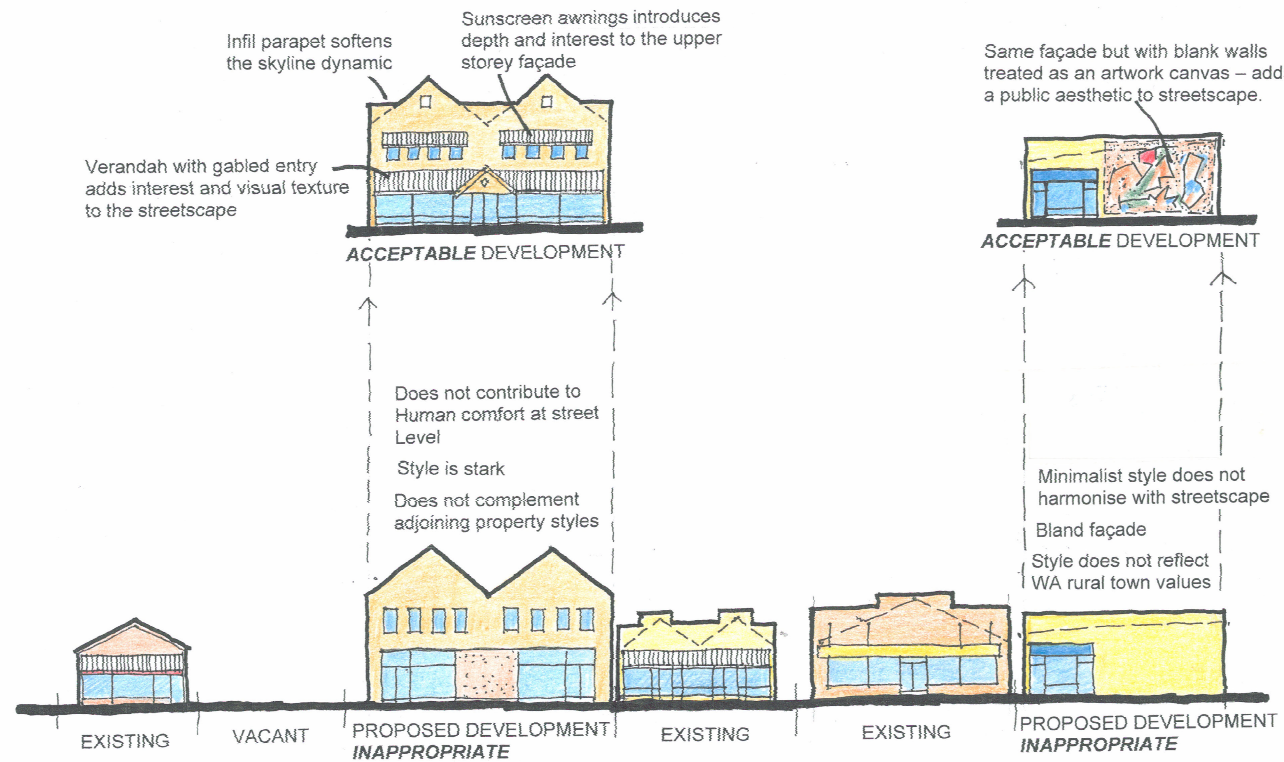 Sunscreen awnings introduces
depth and interest to the upper
storey façade
Infil parapet softens
the skyline dynamic
Verandah with gabled entry
adds interest and visual texture
to the streetscape
ACCEPTABLE DEVELOPMENT
Same façade but with blank walls
treated as an artwork canvas – add
a public aesthetic to streetscape.
ACCEPTABLE DEVELOPMENT
Does not contribute to
Human comfort at street
Level
Style is stark
Does not complement
adjoining property styles
Minimalist style does not
harmonise with streetscape
Bland façade
Style does not reflect
WA rural town values
EXISTING
VACANT
PROPOSED DEVELOPMENT
INAPPROPRIATE
EXISTING
EXISTING
PROPOSED DEVELOPMENT
INAPPROPRIATE